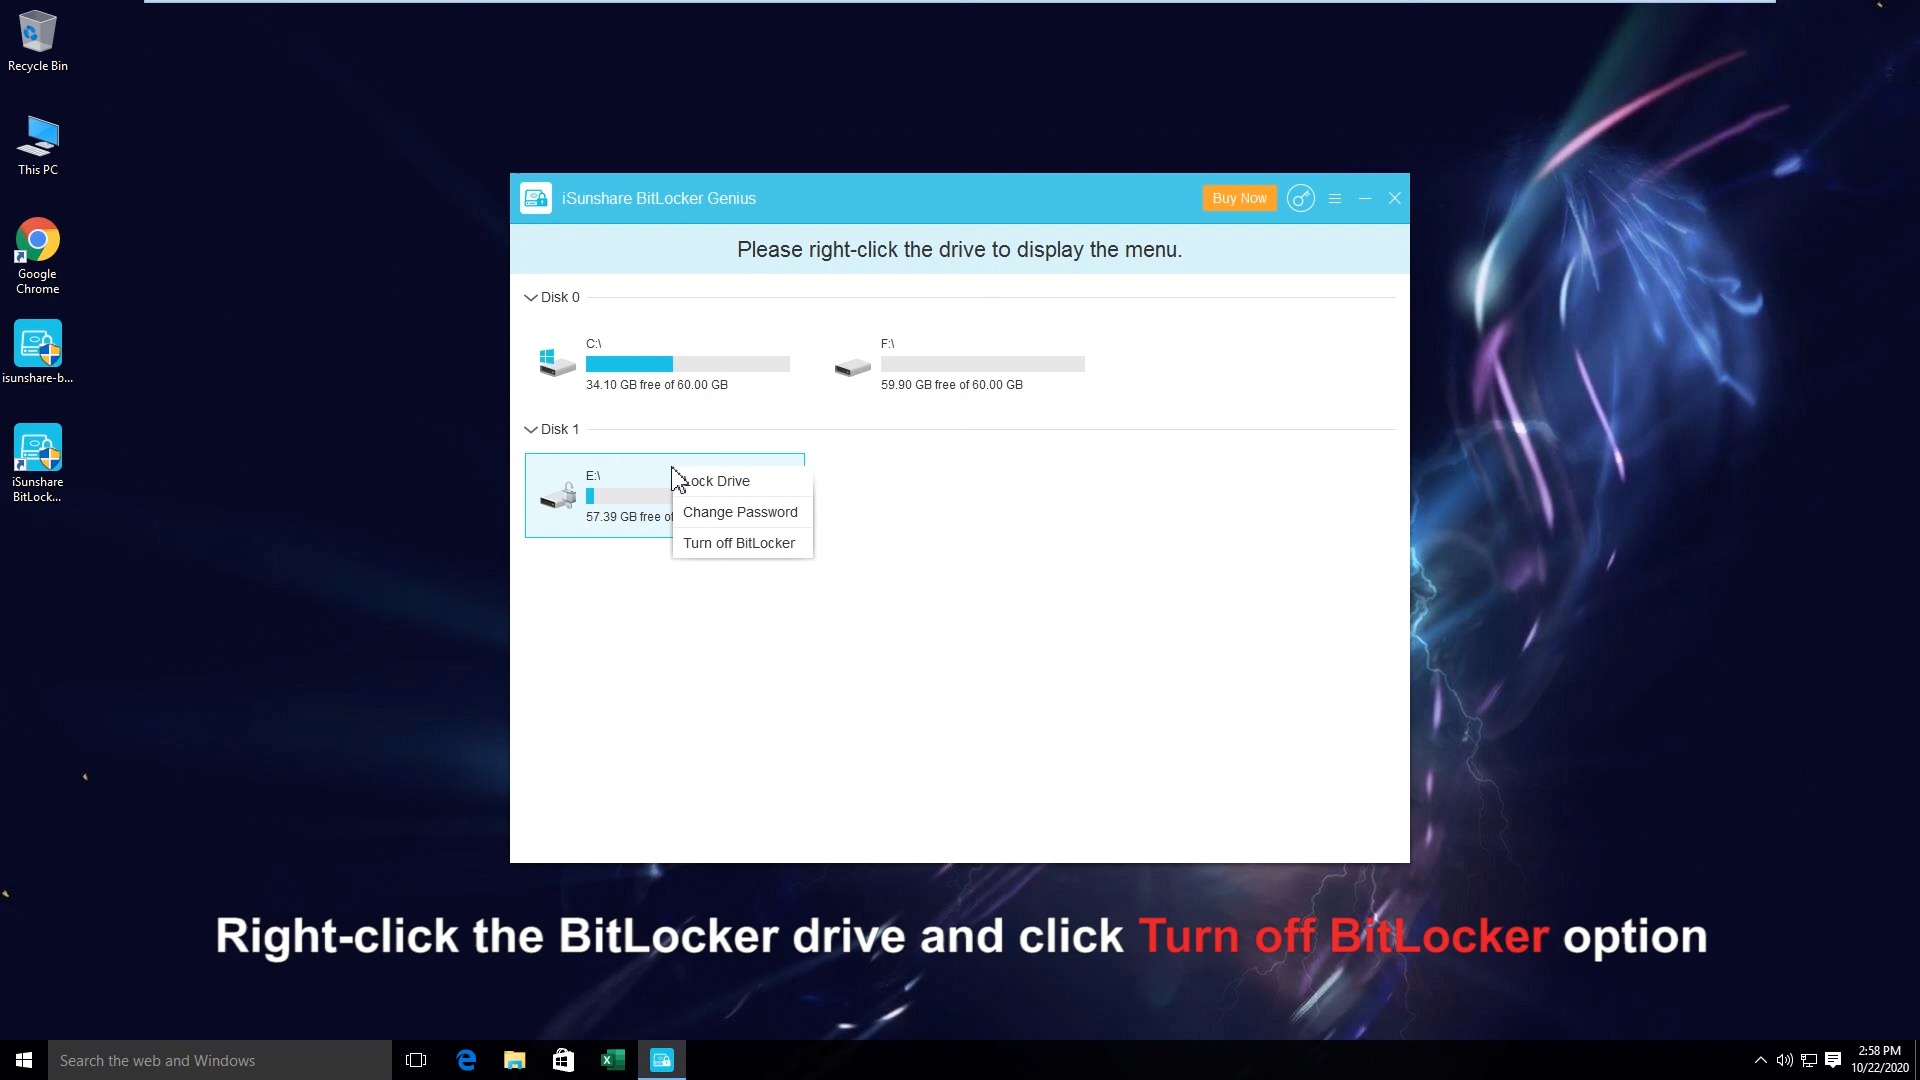 Recycle Bin
This PC
Google
Chrome
isunshare-b...
iSunshare
BitLock...
iSunshare BitLocker Genius
Buy Now
Please right-click the drive to display the menu.
Disk 0
C:\
34.10 GB free of 60.00 GB
F:\
59.90 GB free of 60.00 GB
Disk 1
E:\
57.39 GB free of
Lock Drive
Change Password
Turn off BitLocker
Right-click the BitLocker drive and click Turn off BitLocker option
Search the web and Windows
2:58 PM
10/22/2020